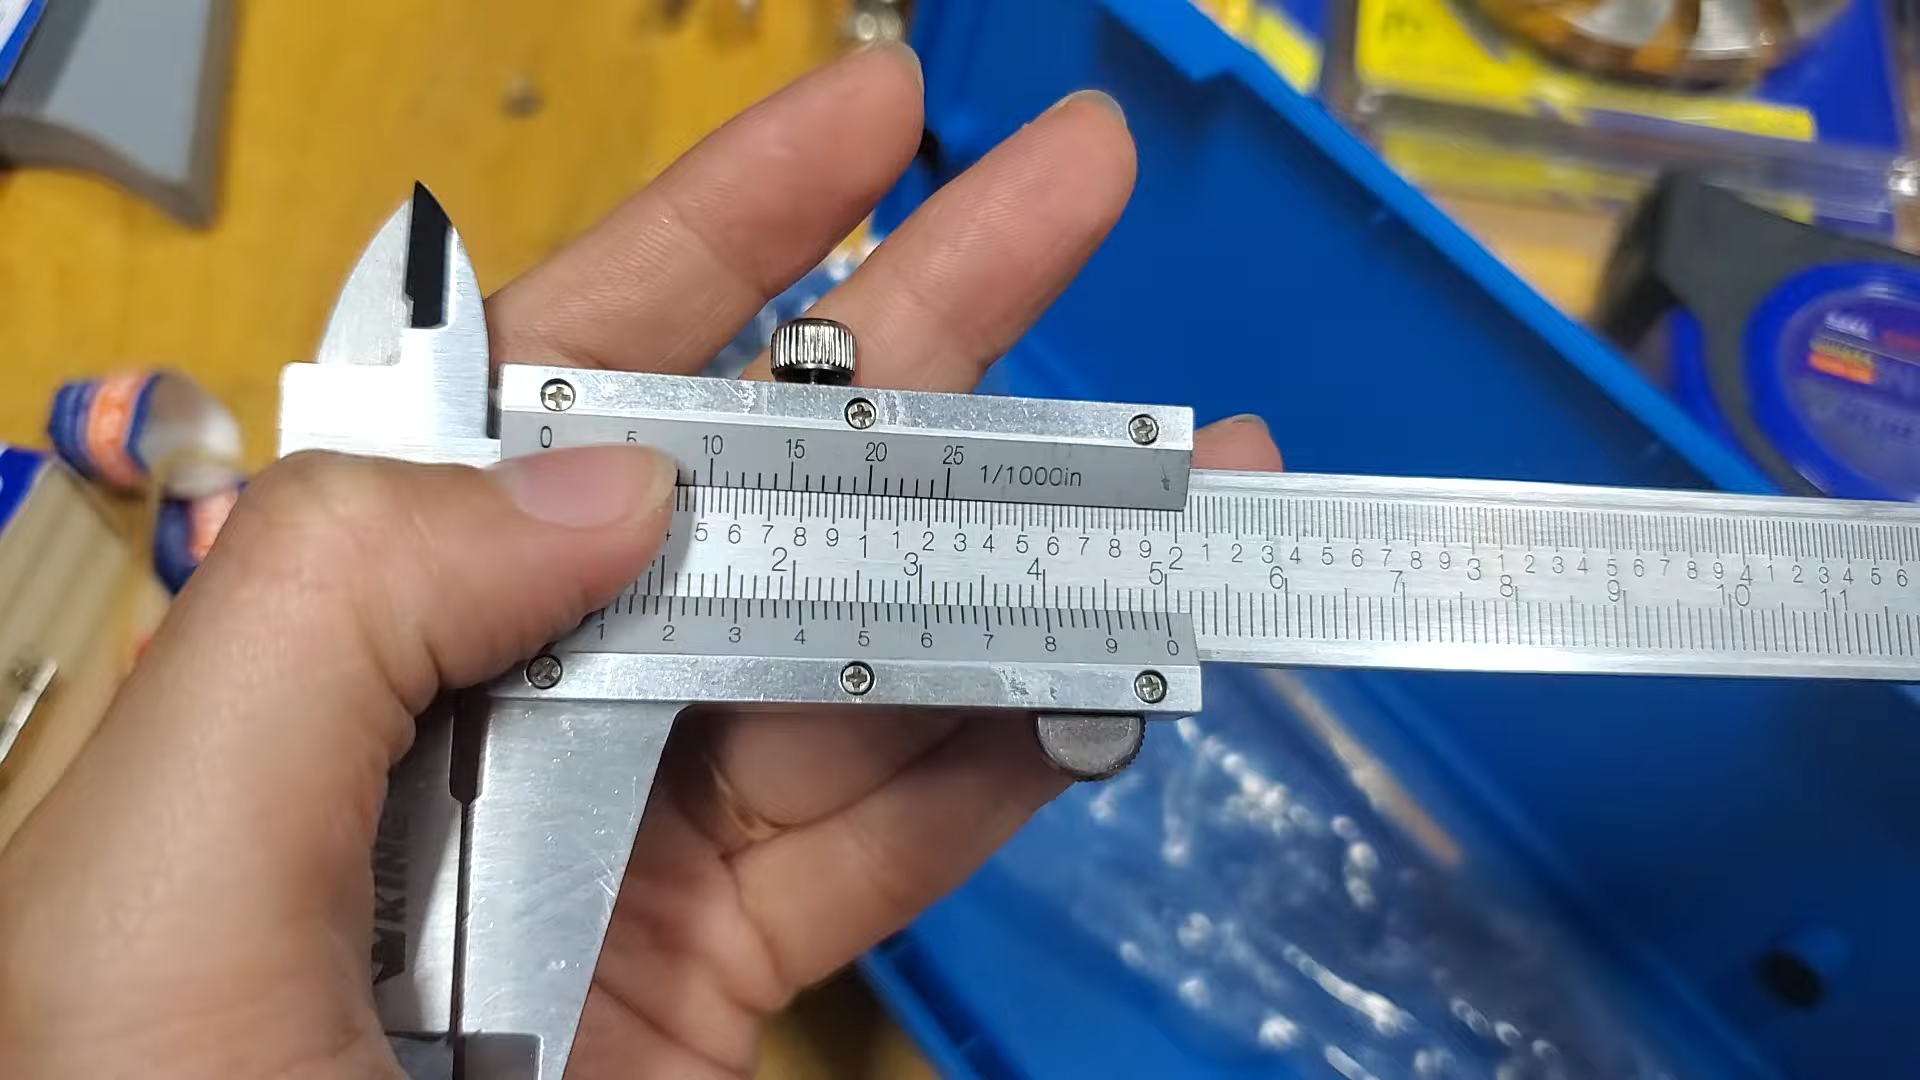 0 5 10 15 20 25 1/1000in
5 6 7 8 9 1 1 2 3 4 5 6 7 8 9 2 1 2 3 4 5 6 7 8 9 3 1 2 3 4 5 6 7 8 9 4 1 2 3 4 5 6
2 3 4 5 6 7 8 9 10 11
1 2 3 4 5 6 7 8 9 0